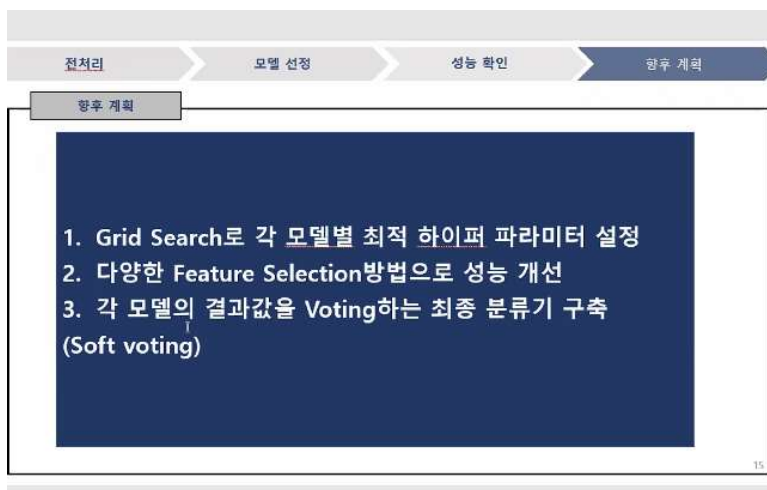 전처리
모델 선정
성능 확인
향후 계획
향후 계획
1. Grid Search로 각 모델별 최적 하이퍼 파라미터 설정
2. 다양한 Feature Selection방법으로 성능 개선
3. 각 모델의 결과값을 Voting하는 최종 분류기 구축
(Soft voting)
15